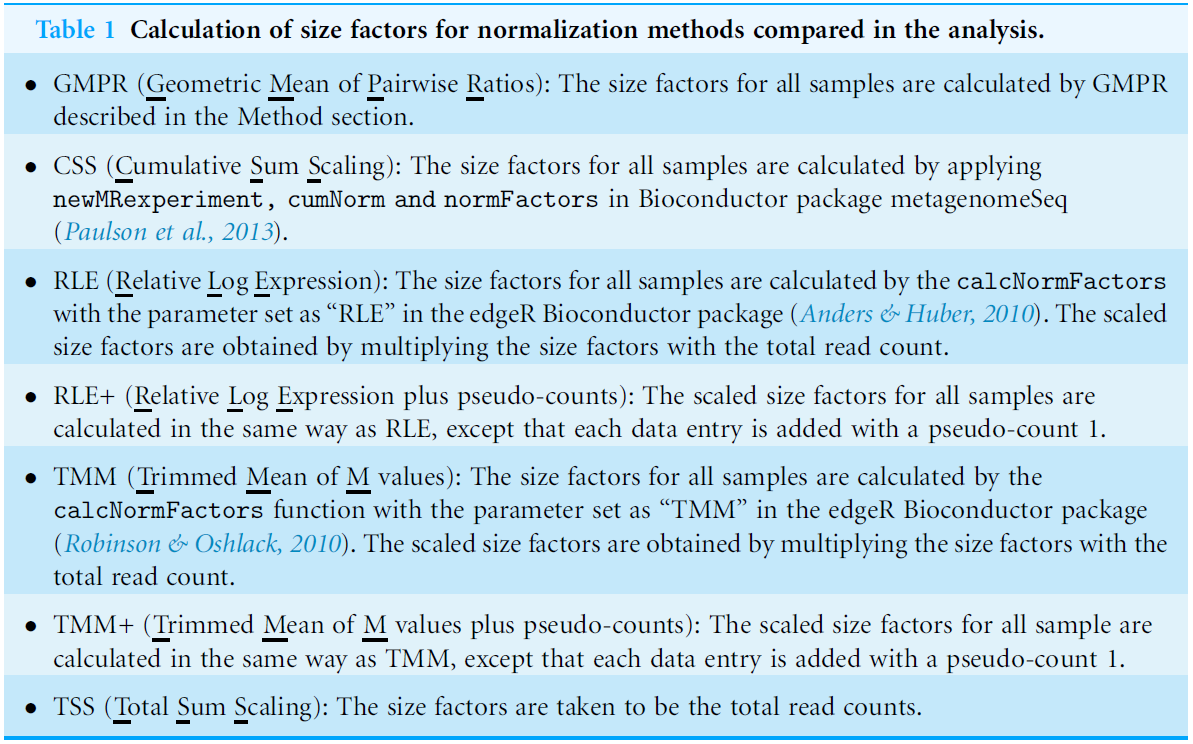 Table 1 Calculation of size factors for normalization methods compared in the analysis.
• GMPR (Geometric Mean of Pairwise Ratios): The size factors for all samples are calculated by GMPR
described in the Method section.
• CSS (Cumulative Sum Scaling): The size factors for all samples are calculated by applying
newMRexperiment, cumNorm and normFactors in Bioconductor package metagenomeSeq
(Paulson et al., 2013).
• RLE (Relative Log Expression): The size factors for all samples are calculated by the calcNormFactors
with the parameter set as “RLE” in the edgeR Bioconductor package (Anders & Huber, 2010). The scaled
size factors are obtained by multiplying the size factors with the total read count.
• RLE+ (Relative Log Expression plus pseudo-counts): The scaled size factors for all samples are
calculated in the same way as RLE, except that each data entry is added with a pseudo-count 1.
• TMM (Trimmed Mean of M values): The size factors for all samples are calculated by the
calcNormFactors function with the parameter set as “TMM” in the edgeR Bioconductor package
(Robinson & Oshlack, 2010). The scaled size factors are obtained by multiplying the size factors with the
total read count.
• TMM+ (Trimmed Mean of M values plus pseudo-counts): The scaled size factors for all sample are
calculated in the same way as TMM, except that each data entry is added with a pseudo-count 1.
• TSS (Total Sum Scaling): The size factors are taken to be the total read counts.